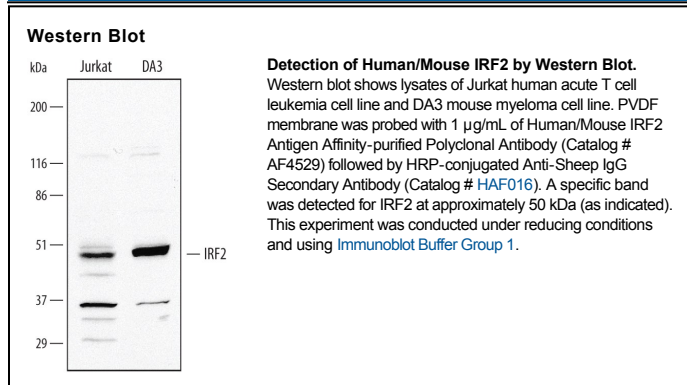 Western Blot
kDa
Jurkat DA3
200
116
86
51
37
29
IRF2
Detection of Human/Mouse IRF2 by Western Blot.
Western blot shows lysates of Jurkat human acute T cell
leukemia cell line and DA3 mouse myeloma cell line. PVDF
membrane was probed with 1 µg/mL of Human/Mouse IRF2
Antigen Affinity-purified Polyclonal Antibody (Catalog #
AF4529) followed by HRP-conjugated Anti-Sheep IgG
Secondary Antibody (Catalog # HAF016). A specific band
was detected for IRF2 at approximately 50 kDa (as indicated).
This experiment was conducted under reducing conditions
and using Immunoblot Buffer Group 1.